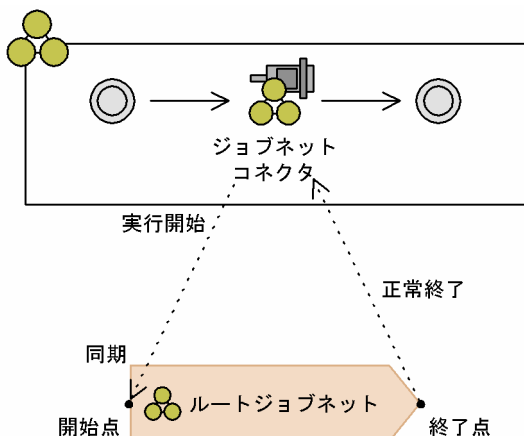 ジョブネット
コネクタ
実行開始
正常終了
同期
ルートジョブネット
開始点
終了点